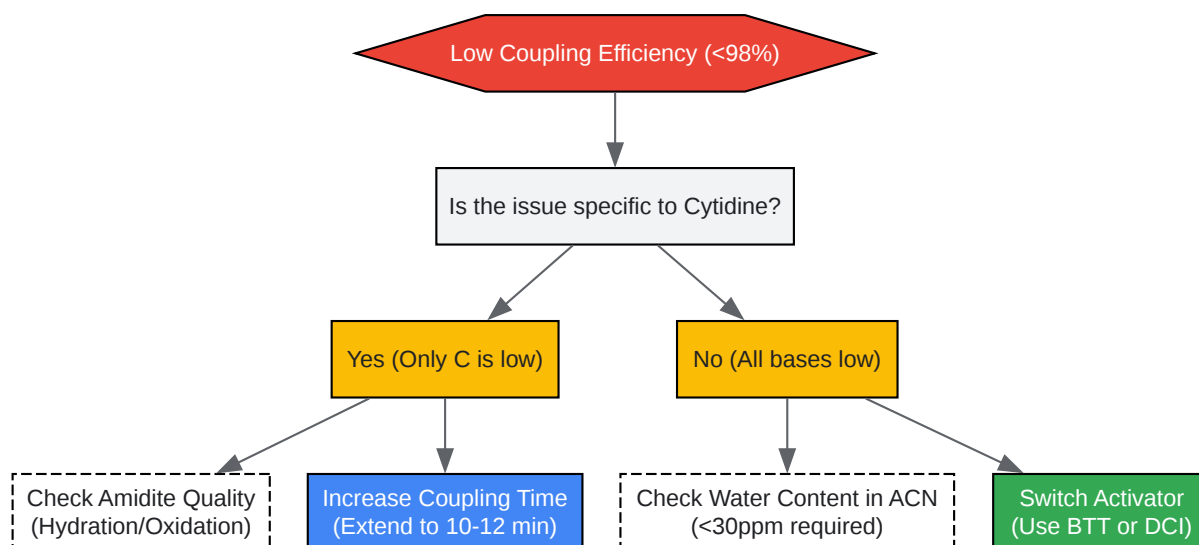 Low Coupling Efficiency (<98%)
Is the issue specific to Cytidine?
Yes (Only C is low)
No (All bases low)
Check Amidite Quality
(Hydration/Oxidation)
Increase Coupling Time
(Extend to 10-12 min)
Check Water Content in ACN
(<30ppm required)
Switch Activator
(Use BTT or DCI)